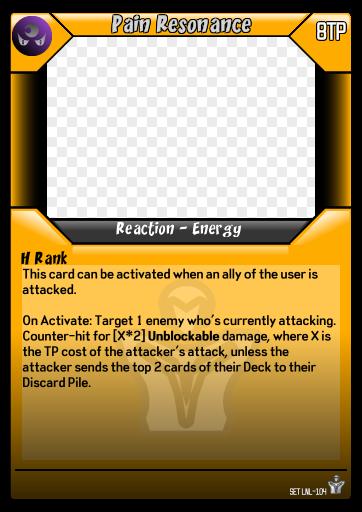 Pain Resonance
8TP
Reaction - Energy
H Rank
This card can be activated when an ally of the user is
attacked.
On Activate: Target 1 enemy who's currently attacking.
Counter-hit for [X*2] Unblockable damage, where X is
the TP cost of the attacker's attack, unless the
attacker sends the top 2 cards of their Deck to their
Discard Pile.
SET LNL-104